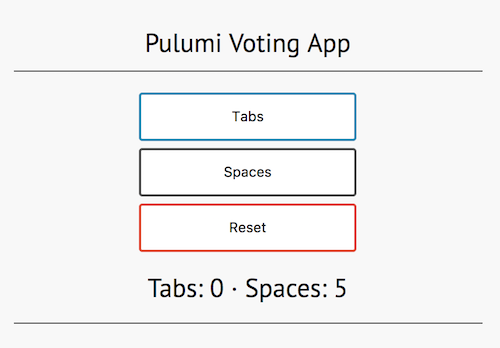 Pulumi Voting App
Tabs
Spaces
Reset
Tabs: 0 · Spaces: 5